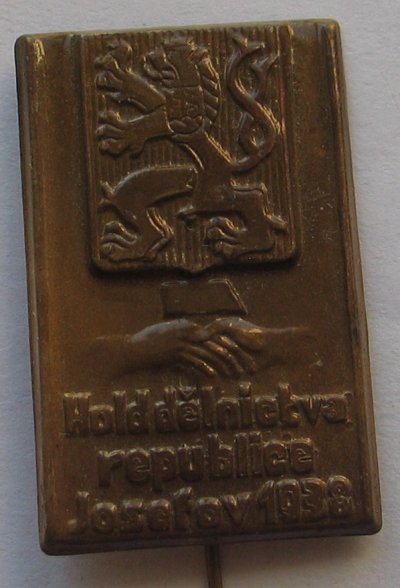 Hold dělnictva
republice
Josefov 1938